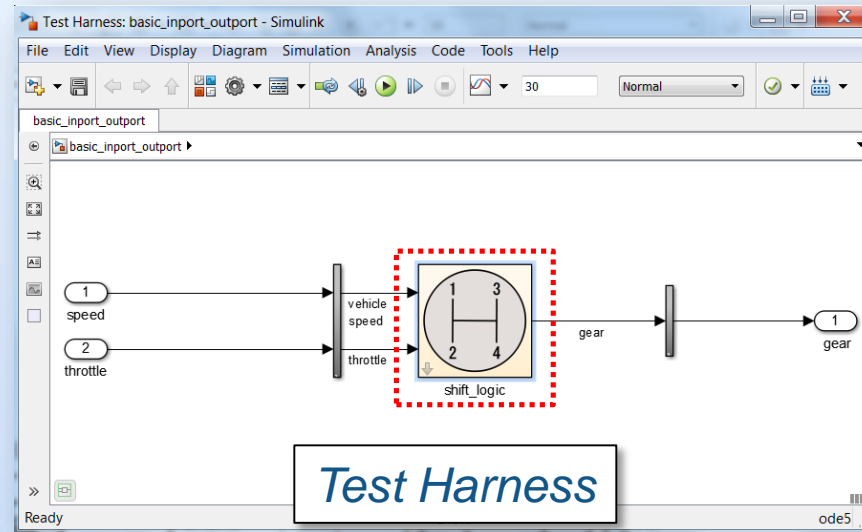 Test Harness: basic_inport_outport - Simulink
File Edit View Display Diagram Simulation Analysis Code Tools Help
30 Normal
basic_inport_outport
basic_inport_outport
1
speed
2
throttle
vehicle
speed
throttle
1 3
2 4
shift_logic
gear
1
gear
Test Harness
Ready ode5